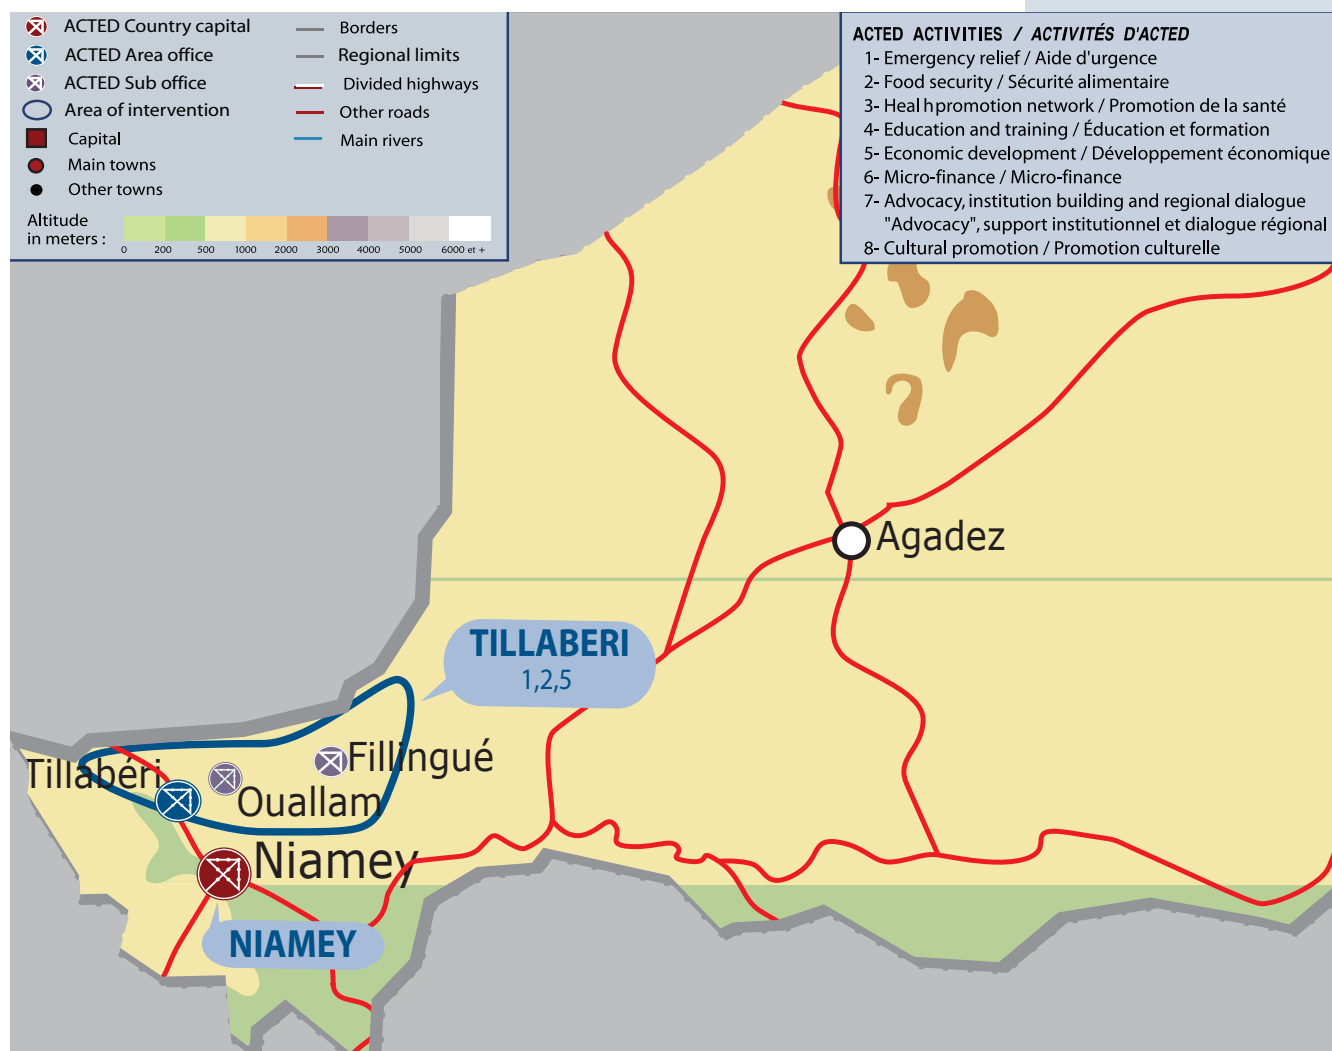 ACTED Country capital
ACTED Area office
ACTED Sub office
Area of intervention
Capital
Main towns
Other towns
Borders
Regional limits
Divided highways
Other roads
Main rivers
Altitude
in meters :
0 200 500 1000 2000 3000 4000 5000 6000 et +
ACTED ACTIVITIES / ACTIVITÉS D'ACTED
1- Emergency relief / Aide d'urgence
2- Food security / Sécurité alimentaire
3- Heal h promotion network / Promotion de la santé
4- Education and training / Éducation et formation
5- Economic development / Développement économique
6- Micro-finance / Micro-finance
7- Advocacy, institution building and regional dialogue
"Advocacy", support institutionnel et dialogue régional
8- Cultural promotion / Promotion culturelle
Agadez
TILLABERI
1,2,5
Fillingué
Tillabéri
Ouallam
Niamey
NIAMEY